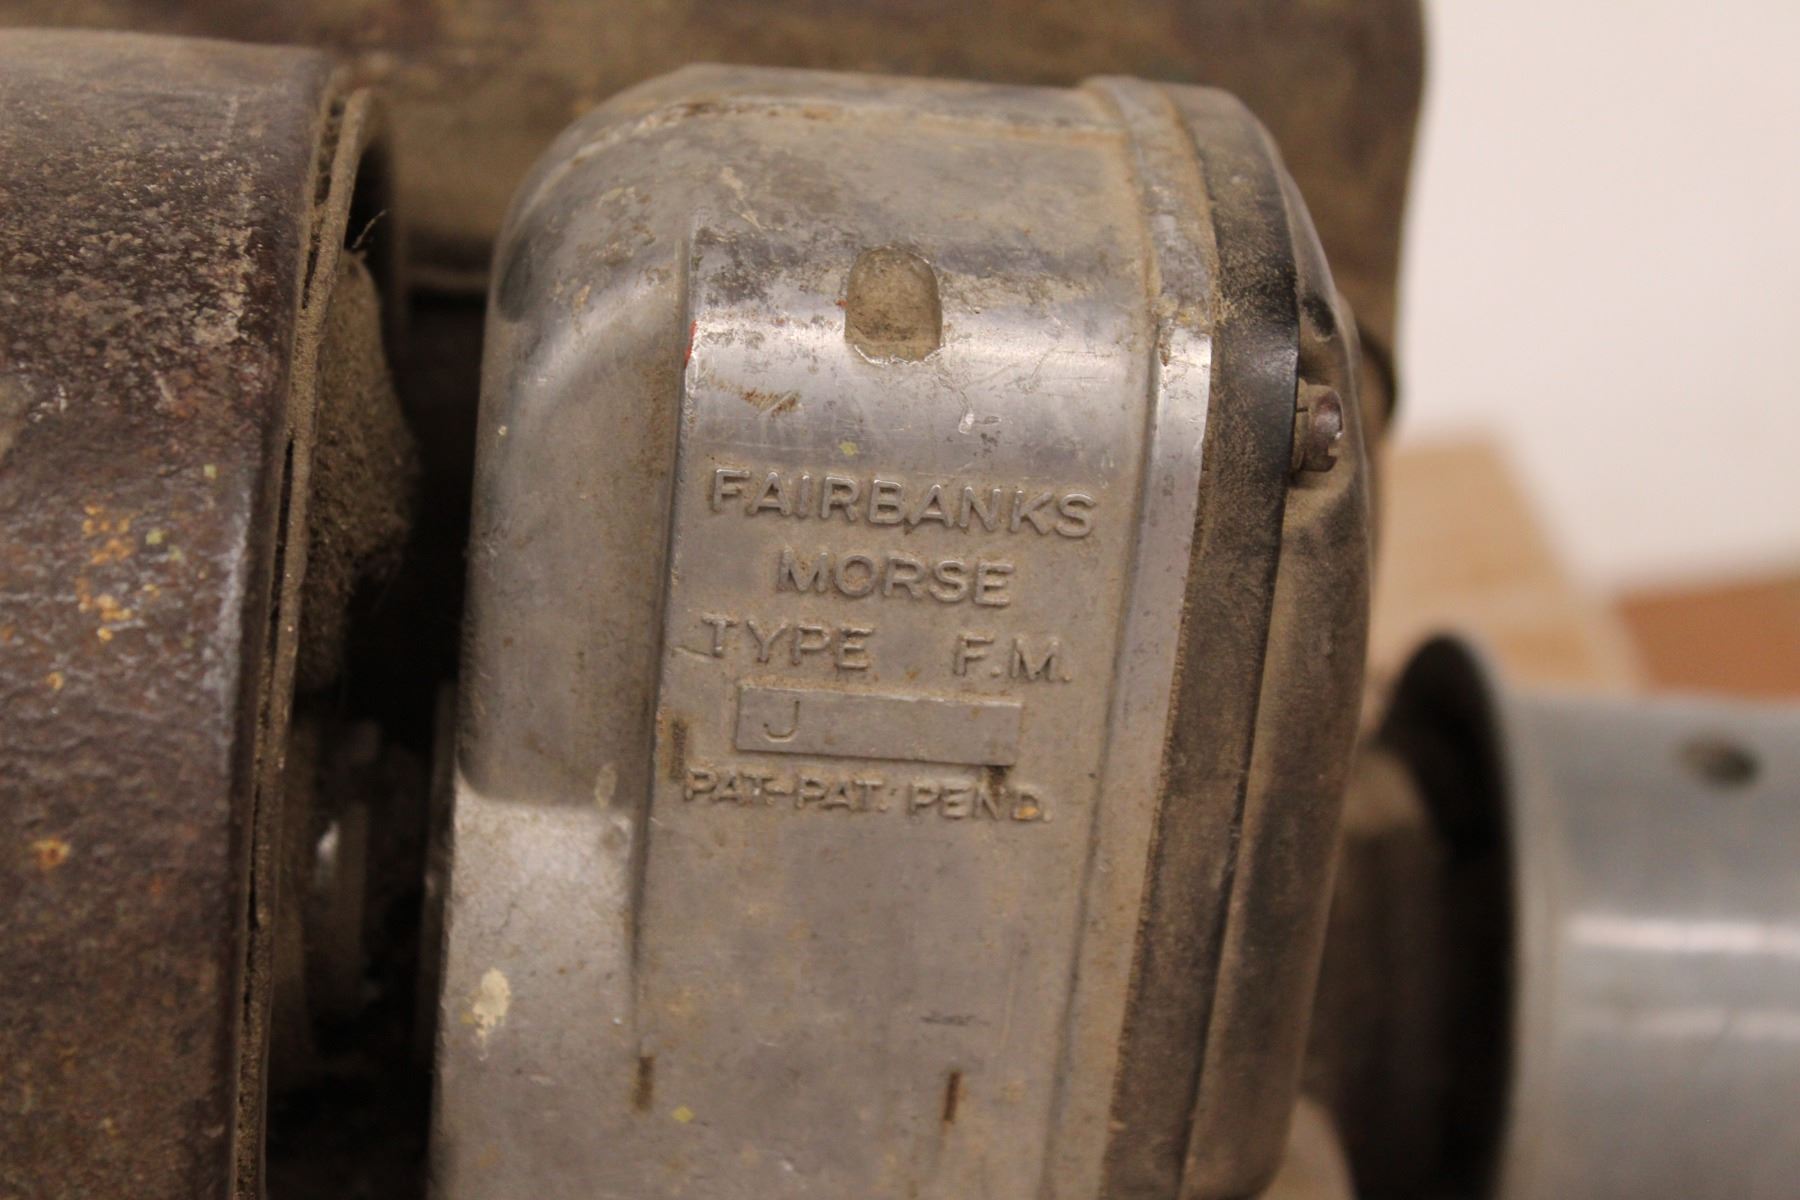 FAIRBANKS
MORSE
TYPE F.M.
J
PAT-PAT. PEND.